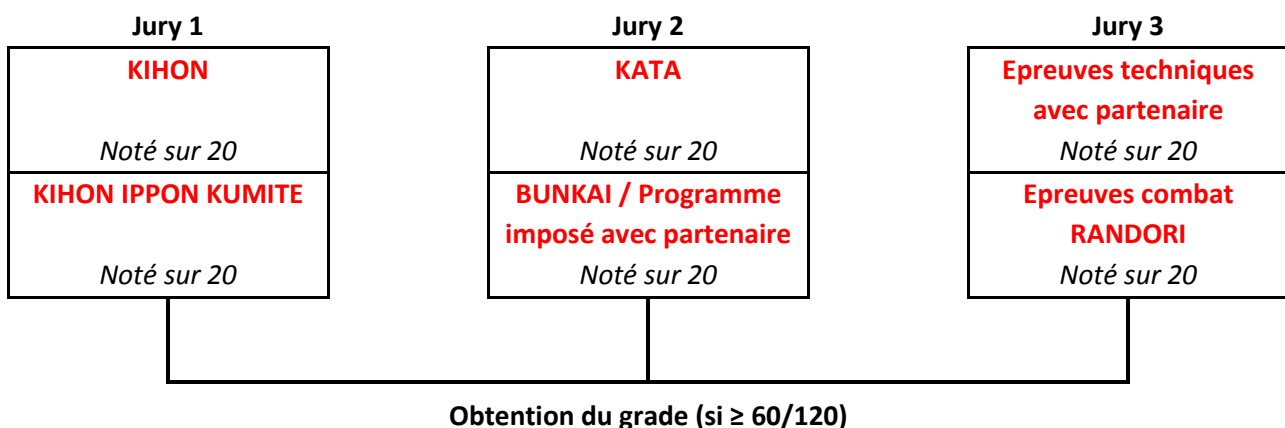 Jury 1
KIHON
Noté sur 20
KIHON IPPON KUMITE
Noté sur 20
Jury 2
KATA
Noté sur 20
BUNKAI / Programme
imposé avec partenaire
Noté sur 20
Jury 3
Epreuves techniques
avec partenaire
Noté sur 20
Epreuves combat
RANDORI
Noté sur 20
Obtention du grade (si ≥ 60/120)